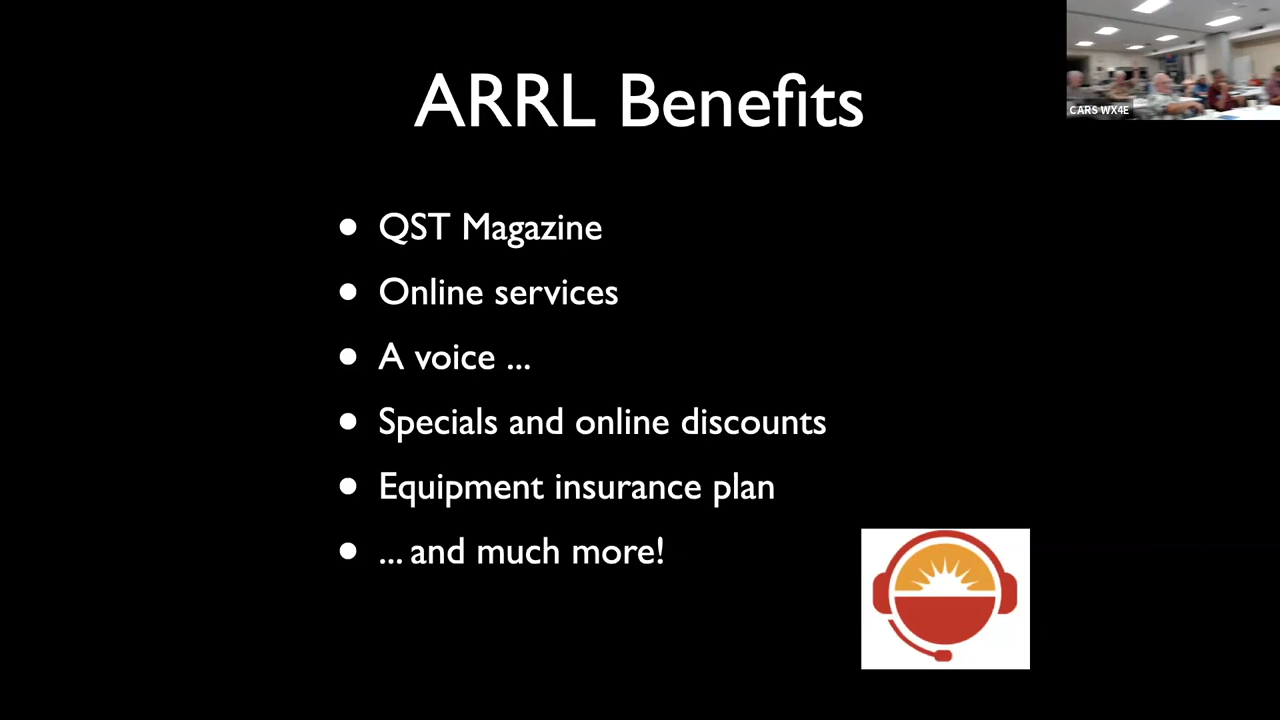 ARRL Benefits
CARS WX4E
• QST Magazine
• Online services
• A voice ...
• Specials and online discounts
• Equipment insurance plan
• ... and much more!